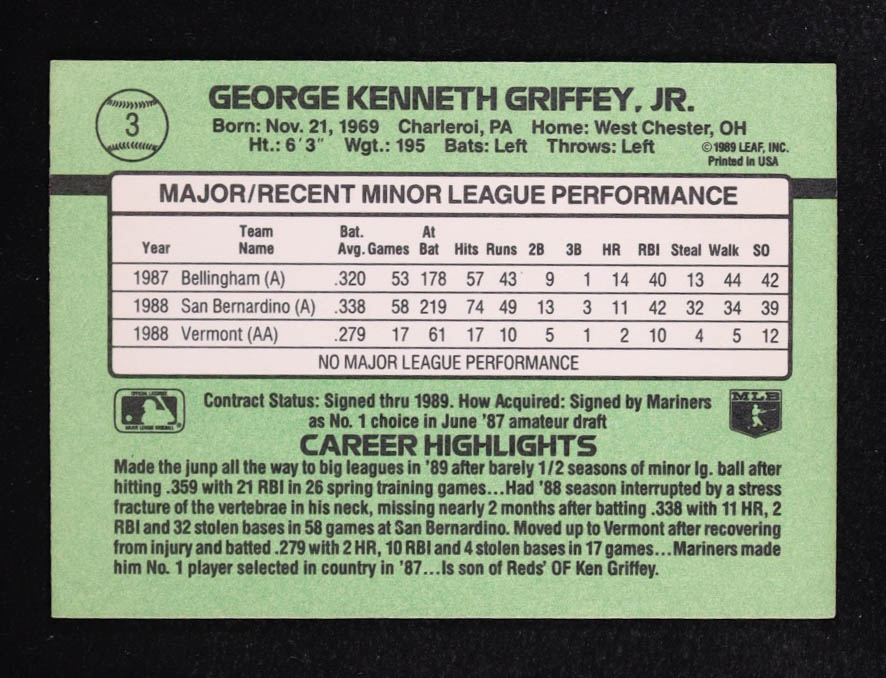 3
GEORGE KENNETH GRIFFEY, JR.
Born: Nov. 21, 1969 Charleroi, PA Home: West Chester, OH
Ht.: 6'3" Wgt.: 195 Bats: Left Throws: Left
©1989 LEAF, INC.
Printed in USA
MAJOR/RECENT MINOR LEAGUE PERFORMANCE
Year Team Name Bat. Avg. Games At Bat Hits Runs 2B 3B HR RBI Steal Walk SO
1987 Bellingham (A) .320 53 178 57 43 9 1 14 40 13 44 42
1988 San Bernardino (A) .338 58 219 74 49 13 3 11 42 32 34 39
1988 Vermont (AA) .279 17 61 17 10 5 1 2 10 4 5 12
NO MAJOR LEAGUE PERFORMANCE
Contract Status: Signed thru 1989. How Acquired: Signed by Mariners
as No. 1 choice in June '87 amateur draft
MLB
CAREER HIGHLIGHTS
Made the junp all the way to big leagues in '89 after barely 1/2 seasons of minor lg. ball after
hitting .359 with 21 RBI in 26 spring training games...Had '88 season interrupted by a stress
fracture of the vertebrae in his neck, missing nearly 2 months after batting .338 with 11 HR, 2
RBI and 32 stolen bases in 58 games at San Bernardino. Moved up to Vermont after recovering
from injury and batted .279 with 2 HR, 10 RBI and 4 stolen bases in 17 games...Mariners made
him No. 1 player selected in country in '87...Is son of Reds' OF Ken Griffey.